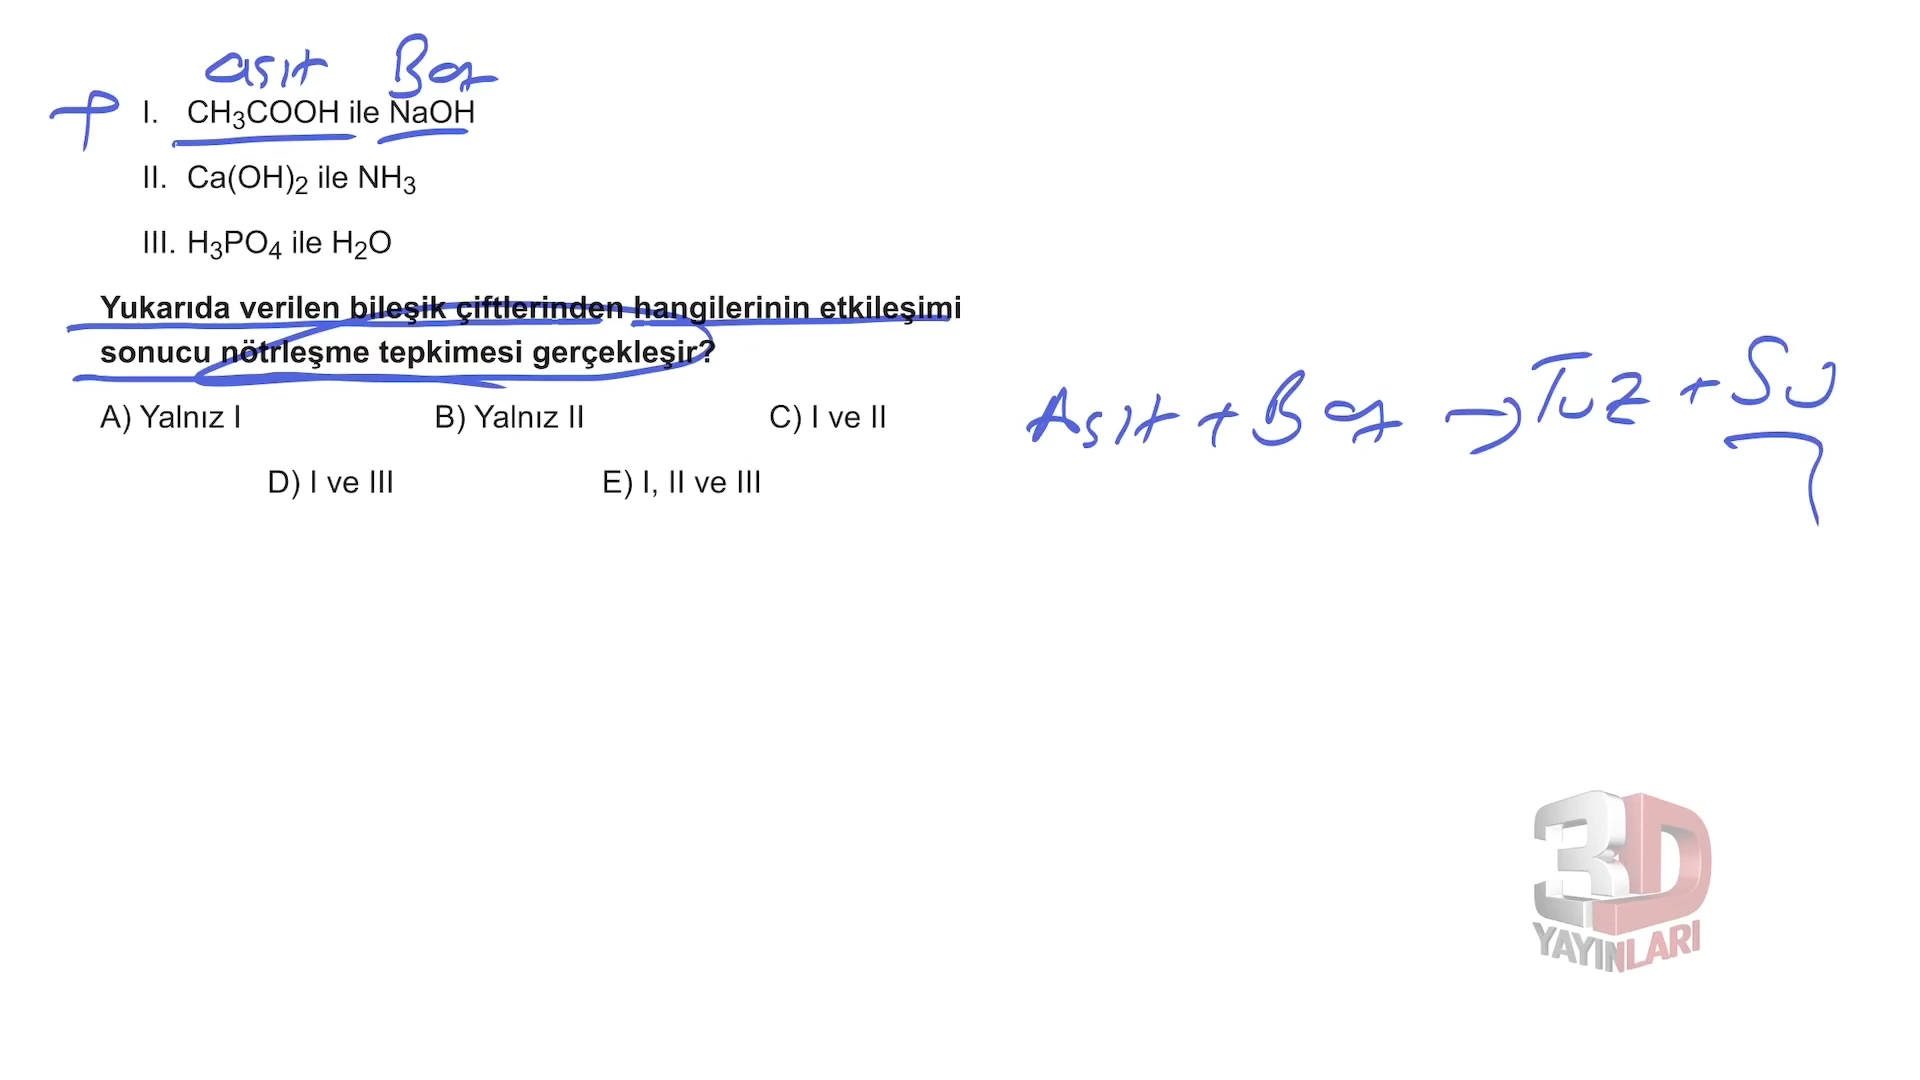 asit Baz
I. CH₃COOH ile NaOH
II. Ca(OH)₂ ile NH₃
III. H₃PO₄ ile H₂O
Yukarıda verilen bileşik çiftlerinden hangilerinin etkileşimi
sonucu nötrleşme tepkimesi gerçekleşir?
A) Yalnız I B) Yalnız II C) I ve II
D) I ve III E) I, II ve III
Asit + Baz → Tuz + Su
3D
YAYINLARI